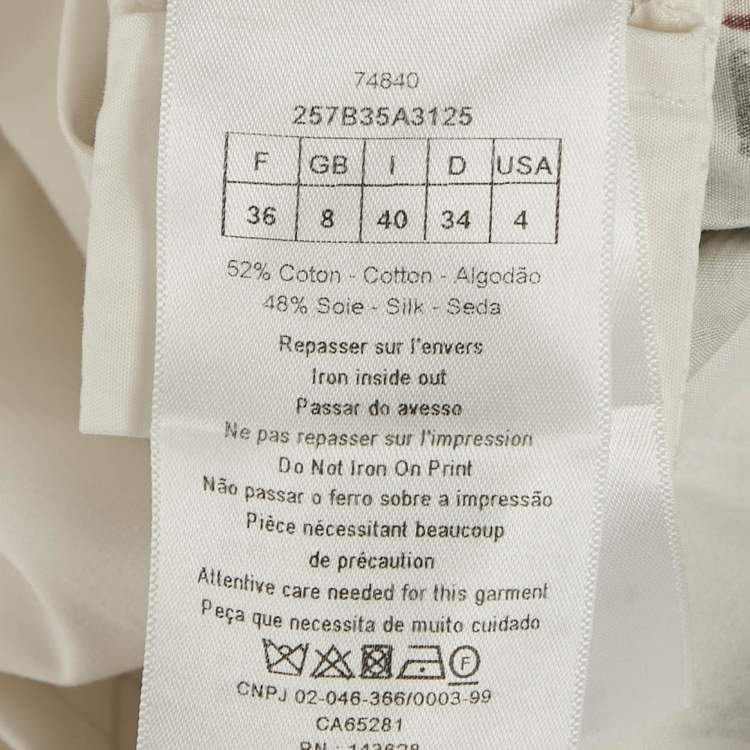 74840
257B35A3125
F GB I D USA
36 8 40 34 4
52% Coton - Cotton - Algodão
48% Soie - Silk - Seda
Repasser sur l'envers
Iron inside out
Passar do avesso
Ne pas repasser sur l'impression
Do Not Iron On Print
Não passar o ferro sobre a impressão
Pièce nécessitant beaucoup
de précaution
Attentive care needed for this garment
Peça que necessita de muito cuidado
F
CNPJ 02-046-366/0003-99
CA65281
RN : 143628